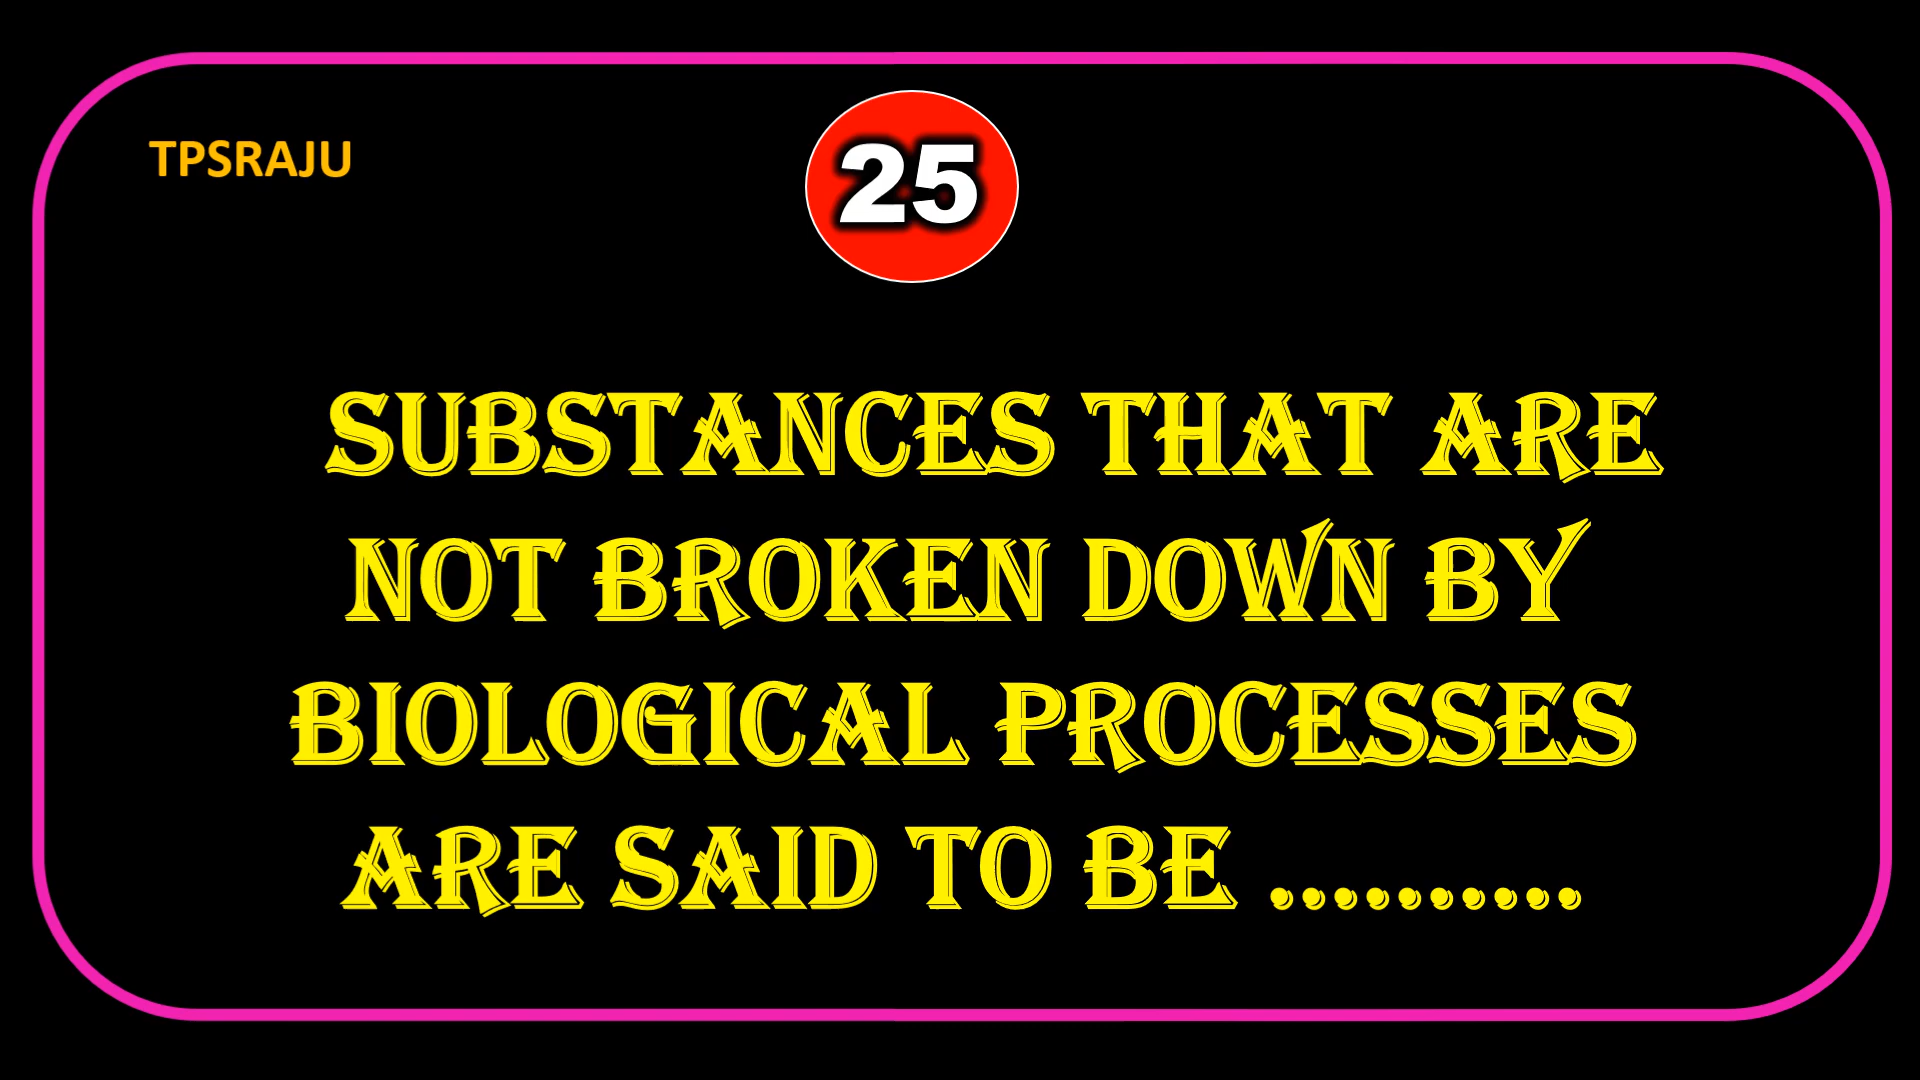 TPSRAJU
25
SUBSTANCES THAT ARE
NOT BROKEN DOWN BY
BIOLOGICAL PROCESSES
ARE SAID TO BE ..........